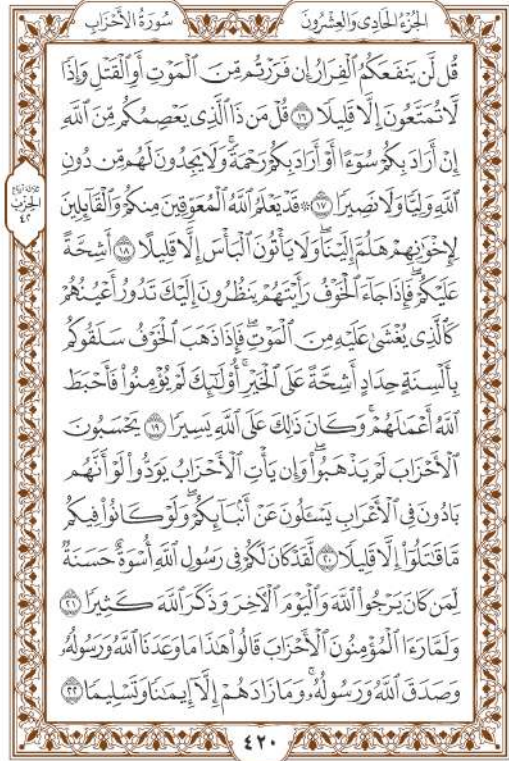 الجُزْءُ الحَادِى وَالعِشْرُونَ
سُورَةُ الأَحْزَابِ
قُل لَّن يَنفَعَكُمُ ٱلْفِرَارُ إِن فَرَرْتُم مِّنَ ٱلْمَوْتِ أَوِ ٱلْقَتْلِ وَإِذًا
لَّا تُمَتَّعُونَ إِلَّا قَلِيلًا ١٦ قُلْ مَن ذَا ٱلَّذِى يَعْصِمُكُم مِّنَ ٱللَّهِ
إِنْ أَرَادَ بِكُمْ سُوٓءًا أَوْ أَرَادَ بِكُمْ رَحْمَةً ۚ وَلَا يَجِدُونَ لَهُم مِّن دُونِ
ٱللَّهِ وَلِيًّا وَلَا نَصِيرًا ١٧ ۞ قَدْ يَعْلَمُ ٱللَّهُ ٱلْمُعَوِّقِينَ مِنكُمْ وَٱلْقَآئِلِينَ
لِإِخْوَٰنِهِمْ هَلُمَّ إِلَيْنَا ۖ وَلَا يَأْتُونَ ٱلْبَأْسَ إِلَّا قَلِيلًا ١٨ أَشِحَّةً
عَلَيْكُمْ ۖ فَإِذَا جَآءَ ٱلْخَوْفُ رَأَيْتَهُمْ يَنظُرُونَ إِلَيْكَ تَدُورُ أَعْيُنُهُمْ
كَٱلَّذِى يُغْشَىٰ عَلَيْهِ مِنَ ٱلْمَوْتِ ۖ فَإِذَا ذَهَبَ ٱلْخَوْفُ سَلَقُوكُم
بِأَلْسِنَةٍ حِدَادٍ أَشِحَّةً عَلَى ٱلْخَيْرِ ۚ أُو۟لَٰٓئِكَ لَمْ يُؤْمِنُوا۟ فَأَحْبَطَ
ٱللَّهُ أَعْمَٰلَهُمْ ۚ وَكَانَ ذَٰلِكَ عَلَى ٱللَّهِ يَسِيرًا ١٩ يَحْسَبُونَ
ٱلْأَحْزَابَ لَمْ يَذْهَبُوا۟ ۖ وَإِن يَأْتِ ٱلْأَحْزَابُ يَوَدُّوا۟ لَوْ أَنَّهُم
بَادُونَ فِى ٱلْأَعْرَابِ يَسْـَٔلُونَ عَنْ أَنۢبَآئِكُمْ ۖ وَلَوْ كَانُوا۟ فِيكُم
مَّا قَٰتَلُوٓا۟ إِلَّا قَلِيلًا ٢٠ لَّقَدْ كَانَ لَكُمْ فِى رَسُولِ ٱللَّهِ أُسْوَةٌ حَسَنَةٌ
لِّمَن كَانَ يَرْجُوا۟ ٱللَّهَ وَٱلْيَوْمَ ٱلْءَاخِرَ وَذَكَرَ ٱللَّهَ كَثِيرًا ٢١
وَلَمَّا رَءَا ٱلْمُؤْمِنُونَ ٱلْأَحْزَابَ قَالُوا۟ هَٰذَا مَا وَعَدَنَا ٱللَّهُ وَرَسُولُهُۥ
وَصَدَقَ ٱللَّهُ وَرَسُولُهُۥ ۚ وَمَا زَادَهُمْ إِلَّآ إِيمَٰنًا وَتَسْلِيمًا ٢٢
ثلاثة أرباع
الحزب
٤٢
٤٢٠